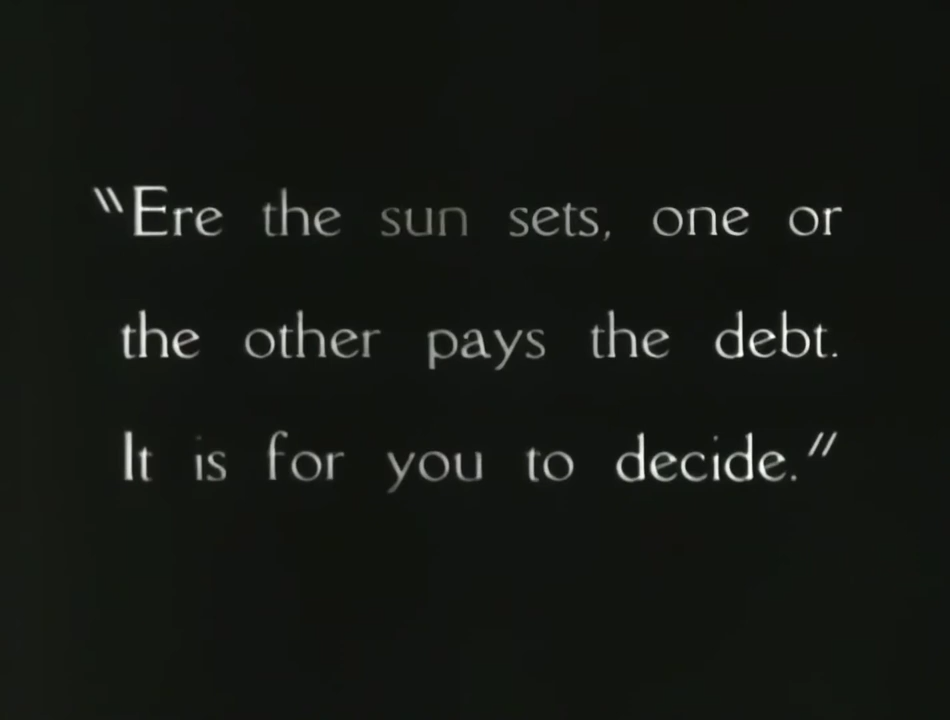 "Ere the sun sets, one or
the other pays the debt.
It is for you to decide."